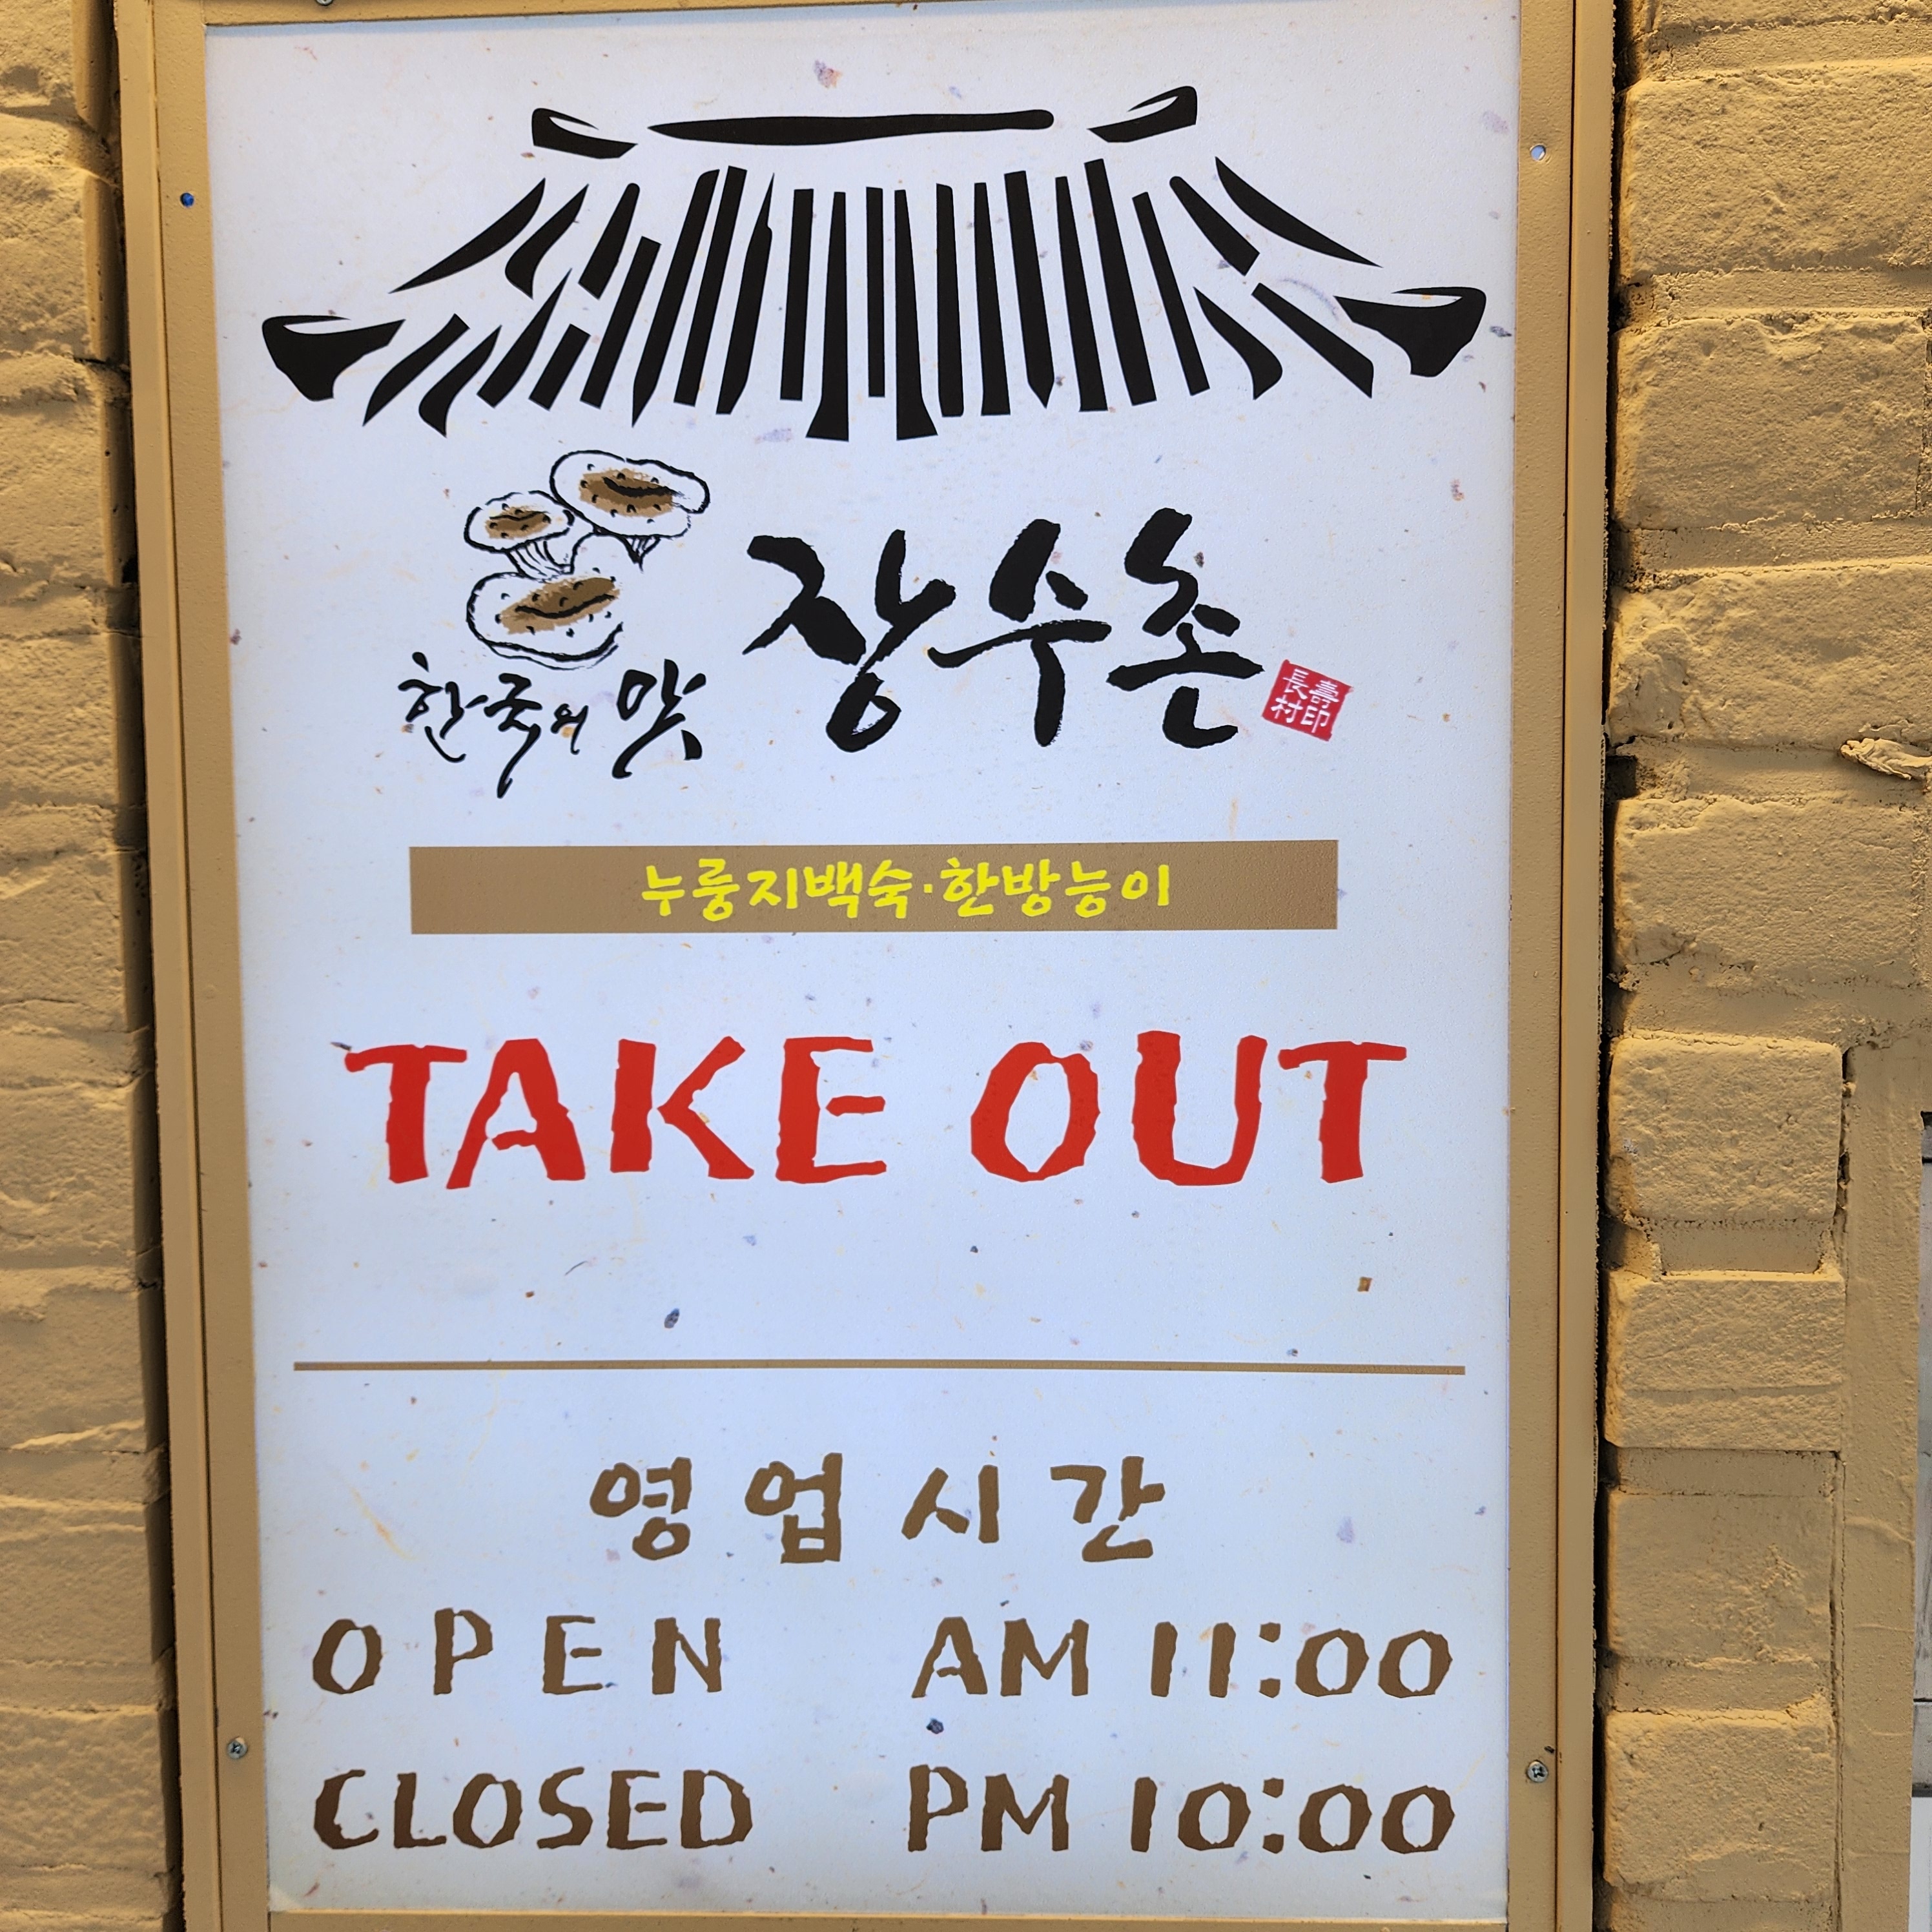 장수촌
한국의 맛
長壽
村印
누룽지백숙·한방능이
TAKE OUT
영업시간
OPEN AM 11:00
CLOSED PM 10:00